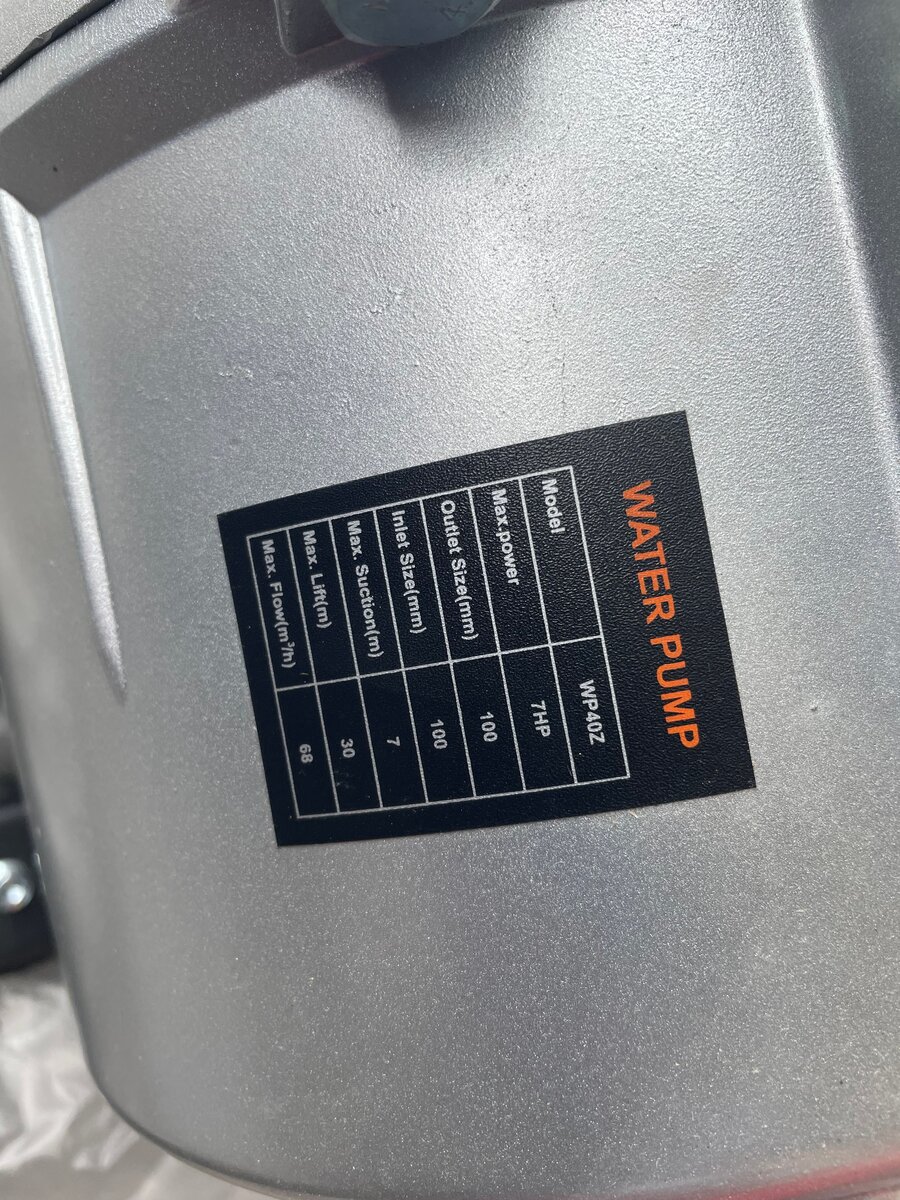 WATER PUMP
Model WP40Z
Max.power 7HP
Outlet Size(mm) 100
Inlet Size(mm) 100
Max. Suction(m) 7
Max. Lift(m) 30
Max. Flow(m³/h) 68